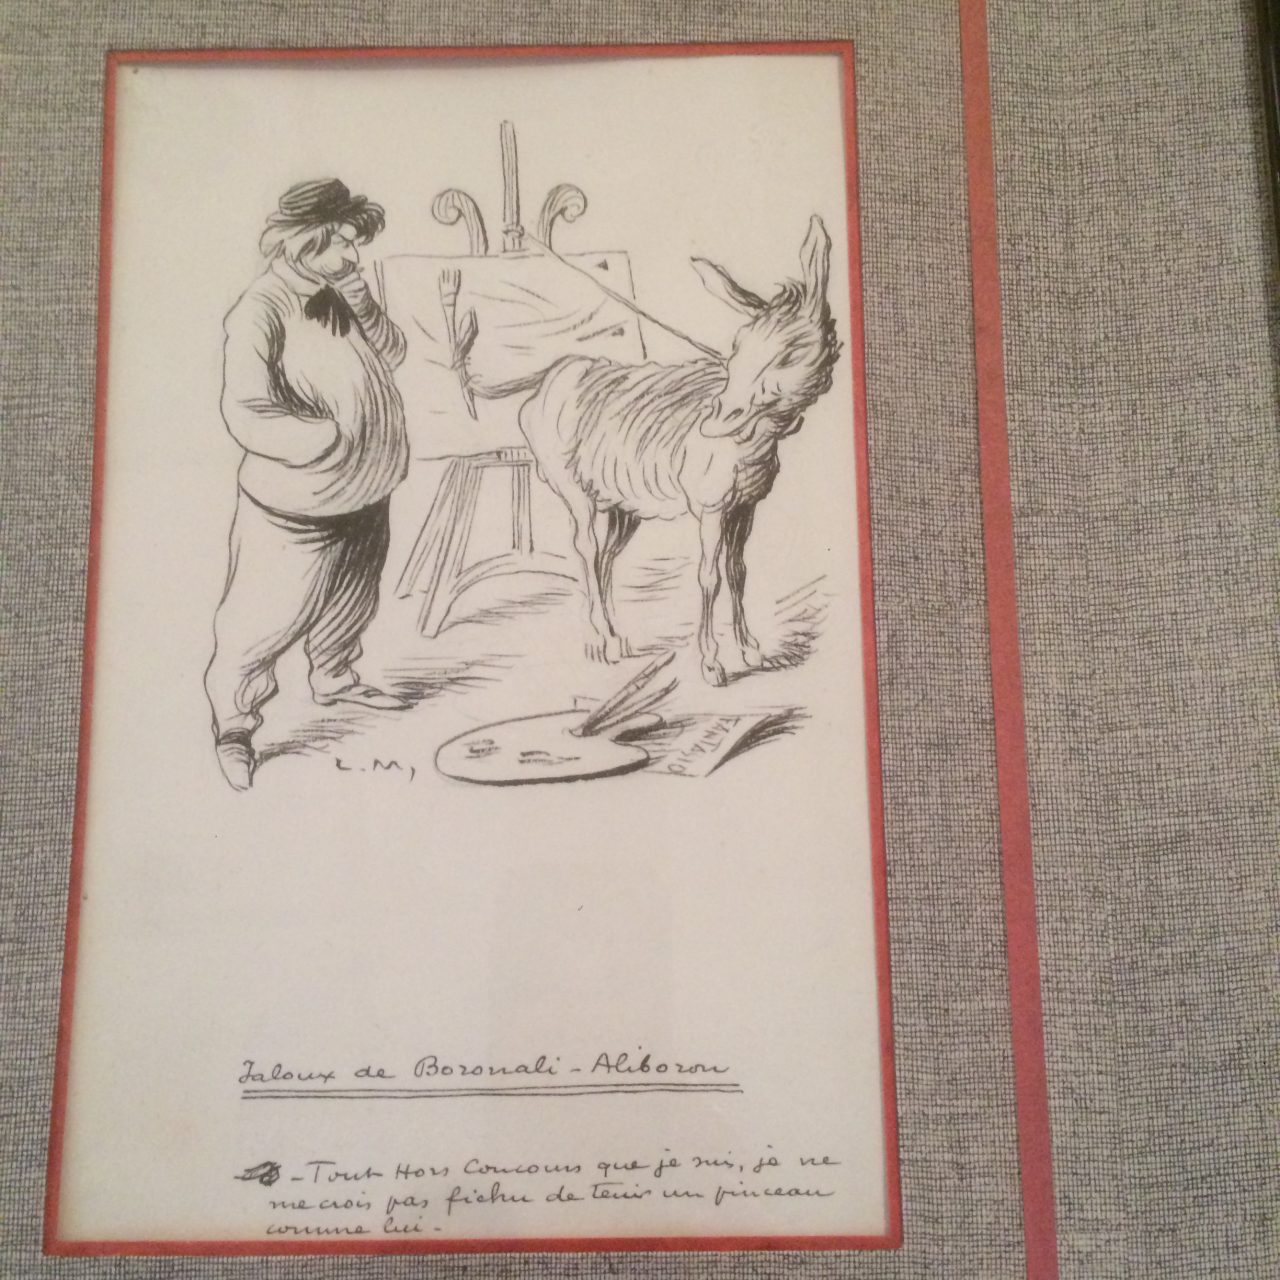 FANTASIO
L.M,
Jaloux de Boronali - Aliboron
- Tout Hors Concours que je suis, je ne
me crois pas fichu de tenir un pinceau
comme lui -